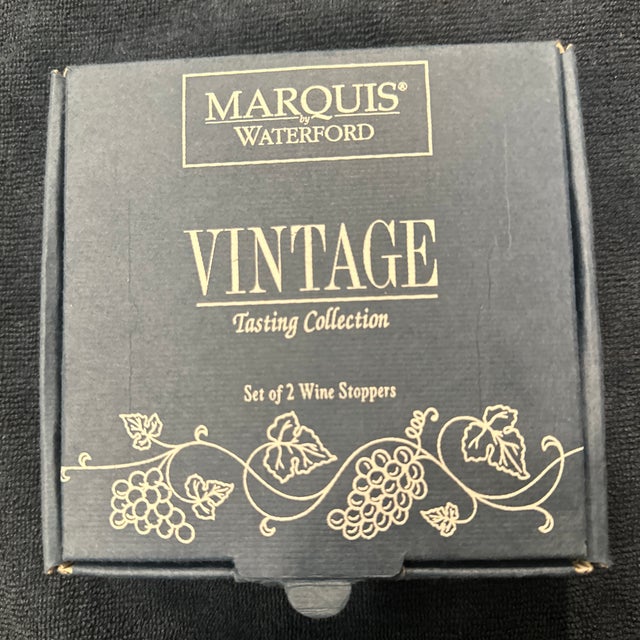 MARQUIS®
by
WATERFORD
VINTAGE
Tasting Collection
Set of 2 Wine Stoppers